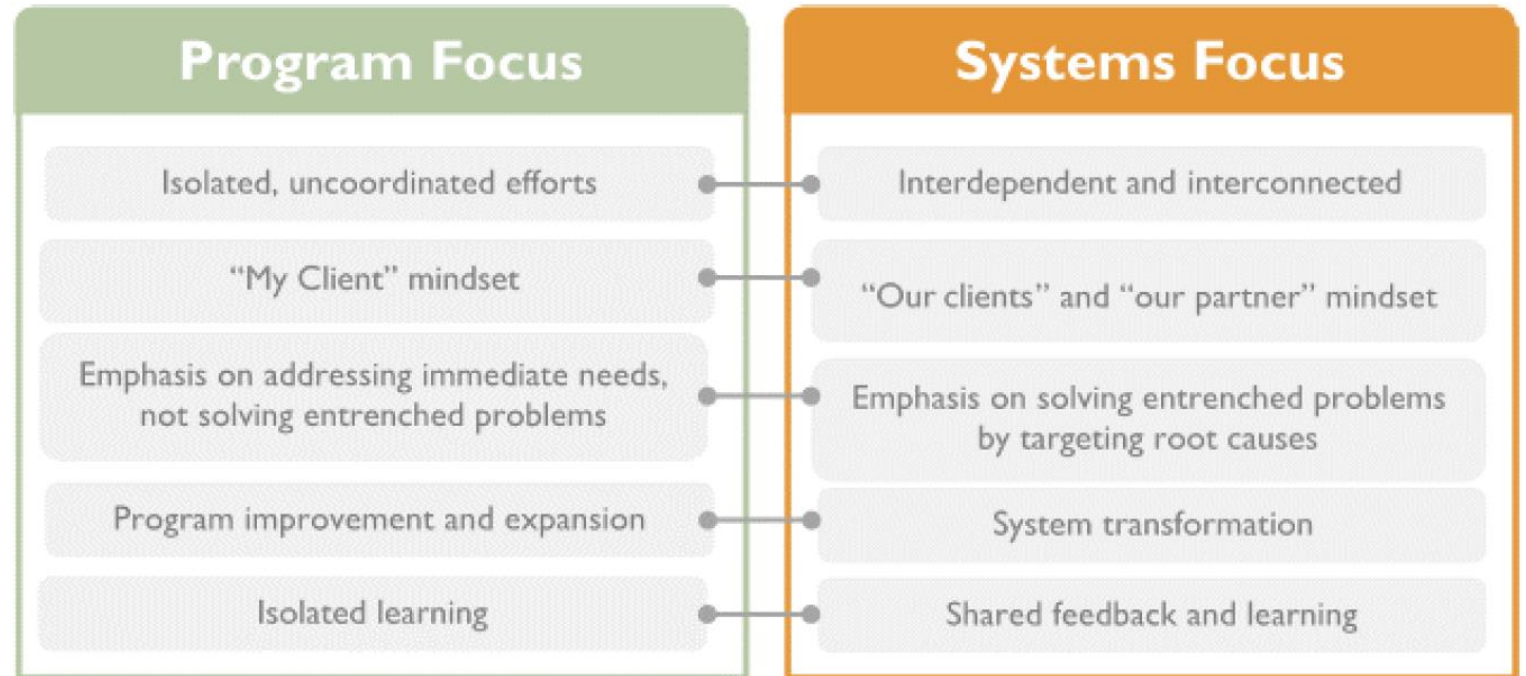 Program Focus
Isolated, uncoordinated efforts
“My Client” mindset
Emphasis on addressing immediate needs,
not solving entrenched problems
Program improvement and expansion
Isolated learning
Systems Focus
Interdependent and interconnected
“Our clients” and “our partner” mindset
Emphasis on solving entrenched problems
by targeting root causes
System transformation
Shared feedback and learning